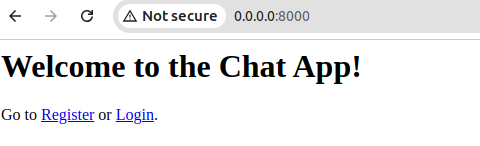 Not secure 0.0.0.0:8000
Welcome to the Chat App!
Go to Register or Login.